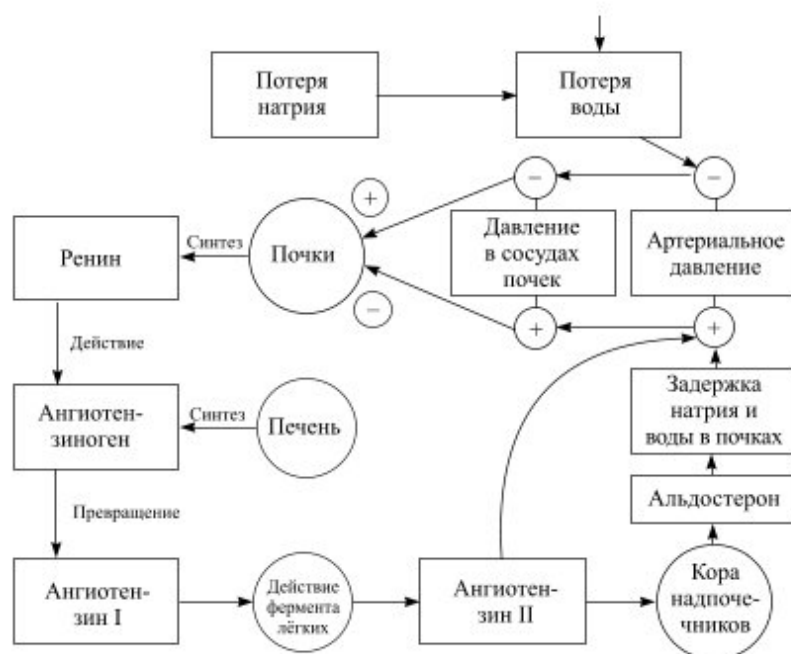 Потеря
натрия
Потеря
воды
−
−
+
Давление
в сосудах
почек
Артериальное
давление
Ренин
Синтез
Почки
−
+
+
Действие
Задержка
натрия и
воды в почках
Ангиотен-
зиноген
Синтез
Печень
Альдостерон
Превращение
Ангиотен-
зин I
Действие
фермента
лёгких
Ангиотен-
зин II
Кора
надпоче-
чников